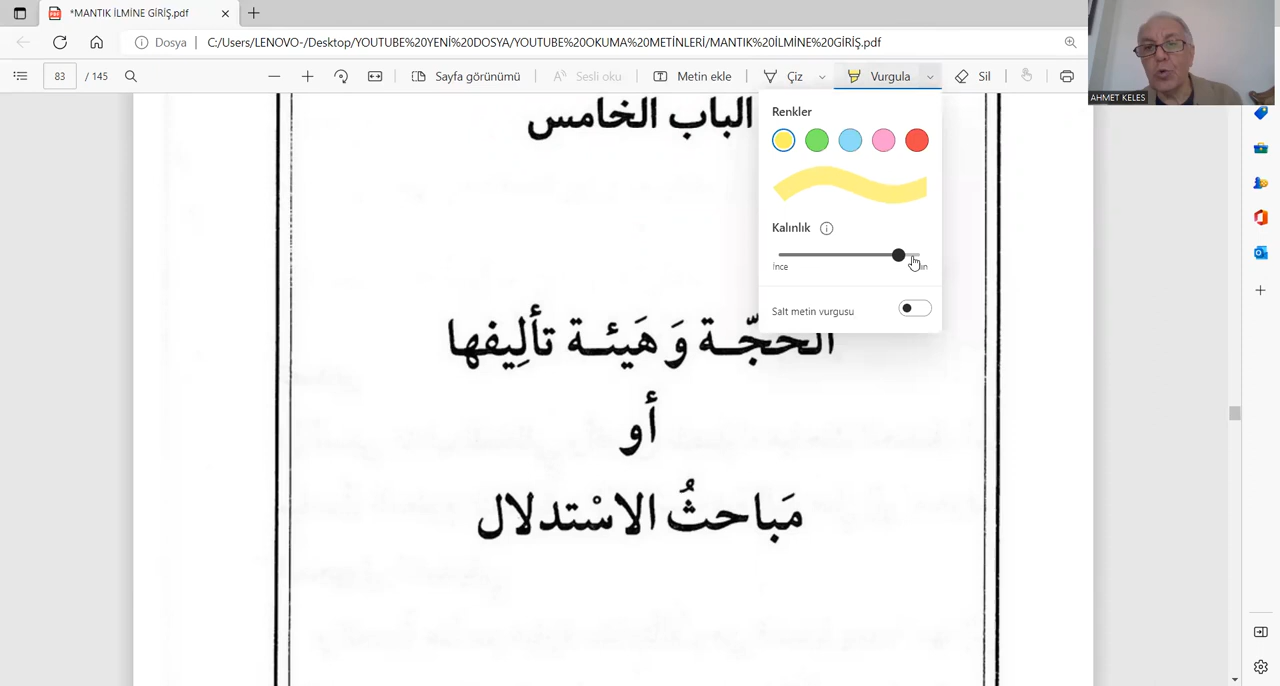 *MANTIK İLMİNE GİRİŞ.pdf
Dosya C:/Users/LENOVO-/Desktop/YOUTUBE%20YENİ%20DOSYA/YOUTUBE%20OKUMA%20METİNLERİ/MANTIK%20İLMİNE%20GİRİŞ.pdf
83 / 145 Sayfa görünümü Sesli oku Metin ekle Çiz Vurgula Sil
AHMET KELES
Renkler
Kalınlık
İnce
Salt metin vurgusu
الباب الخامس
الحُجّة وَ هَيئة تأليفها
أو
مَباحثُ الاسْتدلال